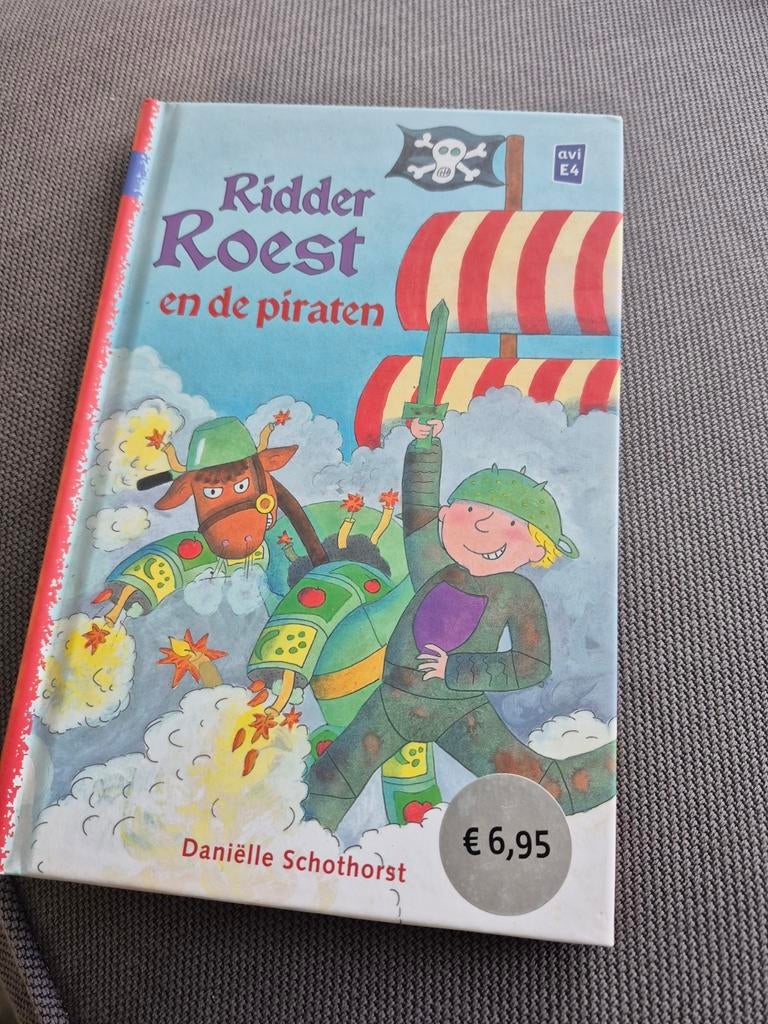 avi
E4
Ridder
Roest
en de piraten
Daniëlle Schothorst
€ 6,95